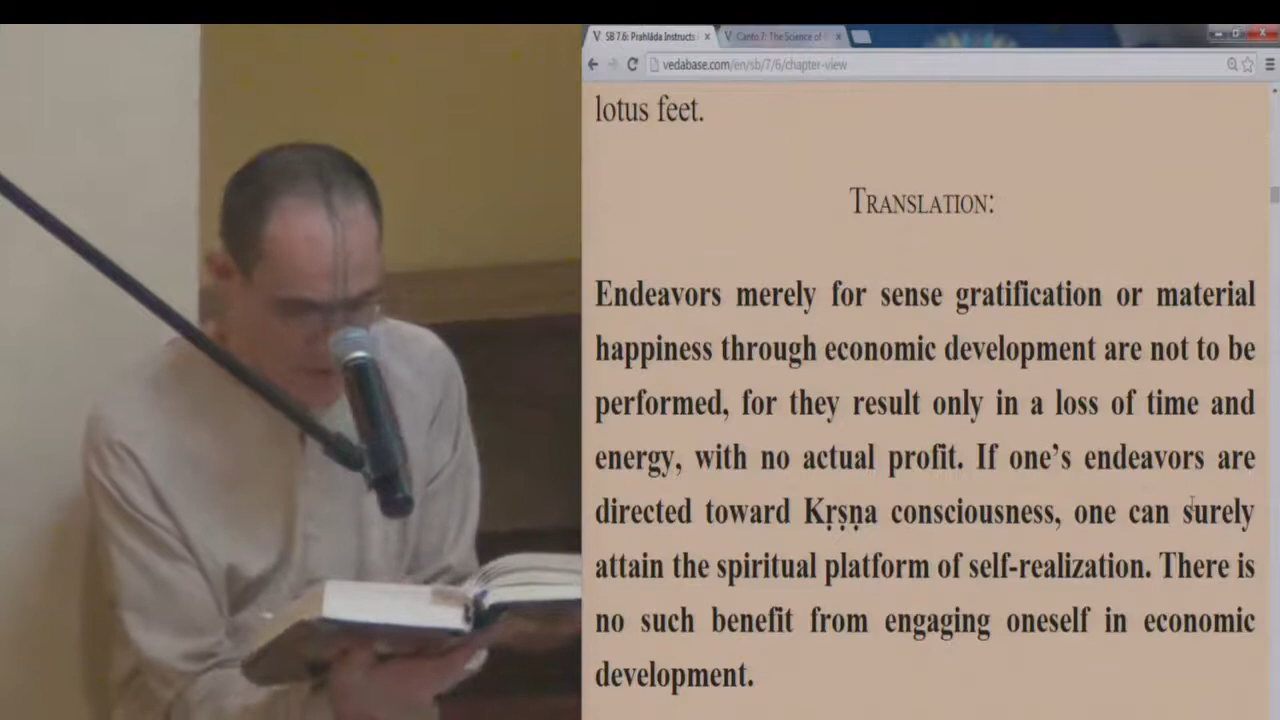 SB 7.6: Prahlāda Instructs
Canto 7: The Science of
vedabase.com/en/sb/7/6/chapter-view
lotus feet.
TRANSLATION:
Endeavors merely for sense gratification or material
happiness through economic development are not to be
performed, for they result only in a loss of time and
energy, with no actual profit. If one’s endeavors are
directed toward Kṛṣṇa consciousness, one can surely
attain the spiritual platform of self-realization. There is
no such benefit from engaging oneself in economic
development.